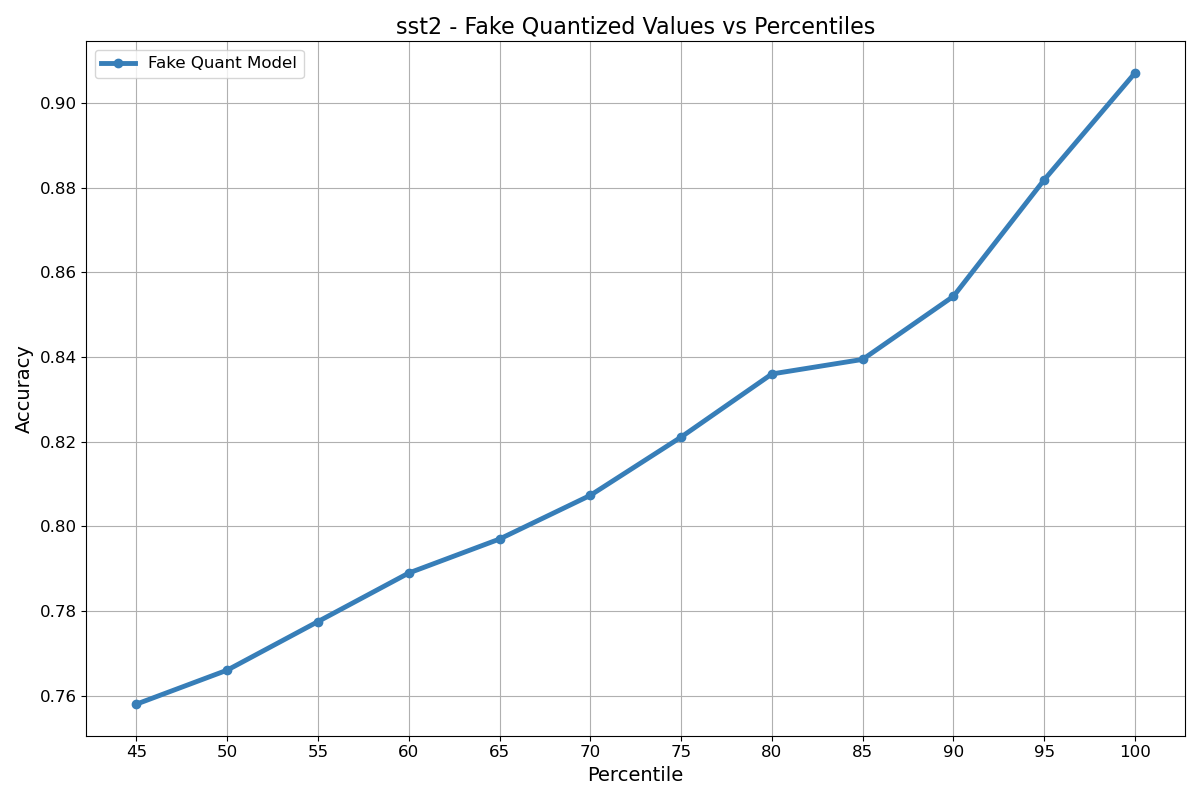 sst2 - Fake Quantized Values vs Percentiles
Fake Quant Model
Accuracy
0.90
0.88
0.86
0.84
0.82
0.80
0.78
0.76
45 50 55 60 65 70 75 80 85 90 95 100
Percentile